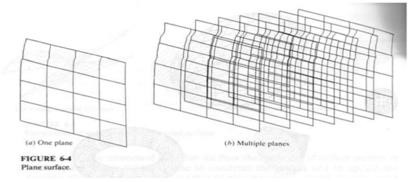 (a) One plane
(b) Multiple planes
FIGURE 6-4
Plane surface.